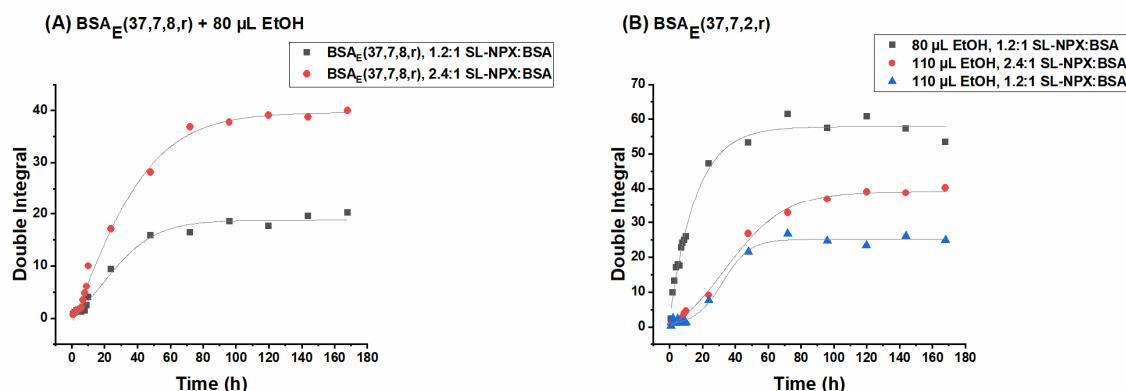 (A) BSAE(37,7,8,r) + 80 µL EtOH
BSAE(37,7,8,r), 1.2:1 SL-NPX:BSA
BSAE(37,7,8,r), 2.4:1 SL-NPX:BSA
Double Integral
40
30
20
10
0
0 20 40 60 80 100 120 140 160 180
Time (h)
(B) BSAE(37,7,2,r)
80 µL EtOH, 1.2:1 SL-NPX:BSA
110 µL EtOH, 2.4:1 SL-NPX:BSA
110 µL EtOH, 1.2:1 SL-NPX:BSA
Double Integral
70
60
50
40
30
20
10
0
0 20 40 60 80 100 120 140 160 180
Time (h)